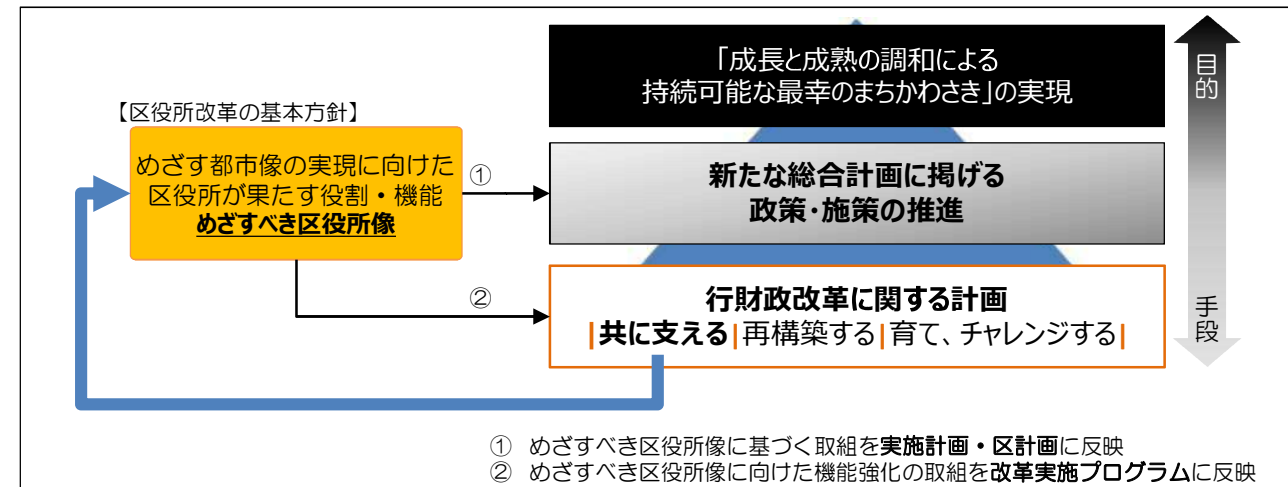 「成長と成熟の調和による
持続可能な最幸のまちかわさき」の実現
目的
【区役所改革の基本方針】
めざす都市像の実現に向けた
区役所が果たす役割・機能
めざすべき区役所像
①
新たな総合計画に掲げる
政策・施策の推進
②
行財政改革に関する計画
|共に支える|再構築する|育て、チャレンジする|
手段
① めざすべき区役所像に基づく取組を実施計画・区計画に反映
② めざすべき区役所像に向けた機能強化の取組を改革実施プログラムに反映